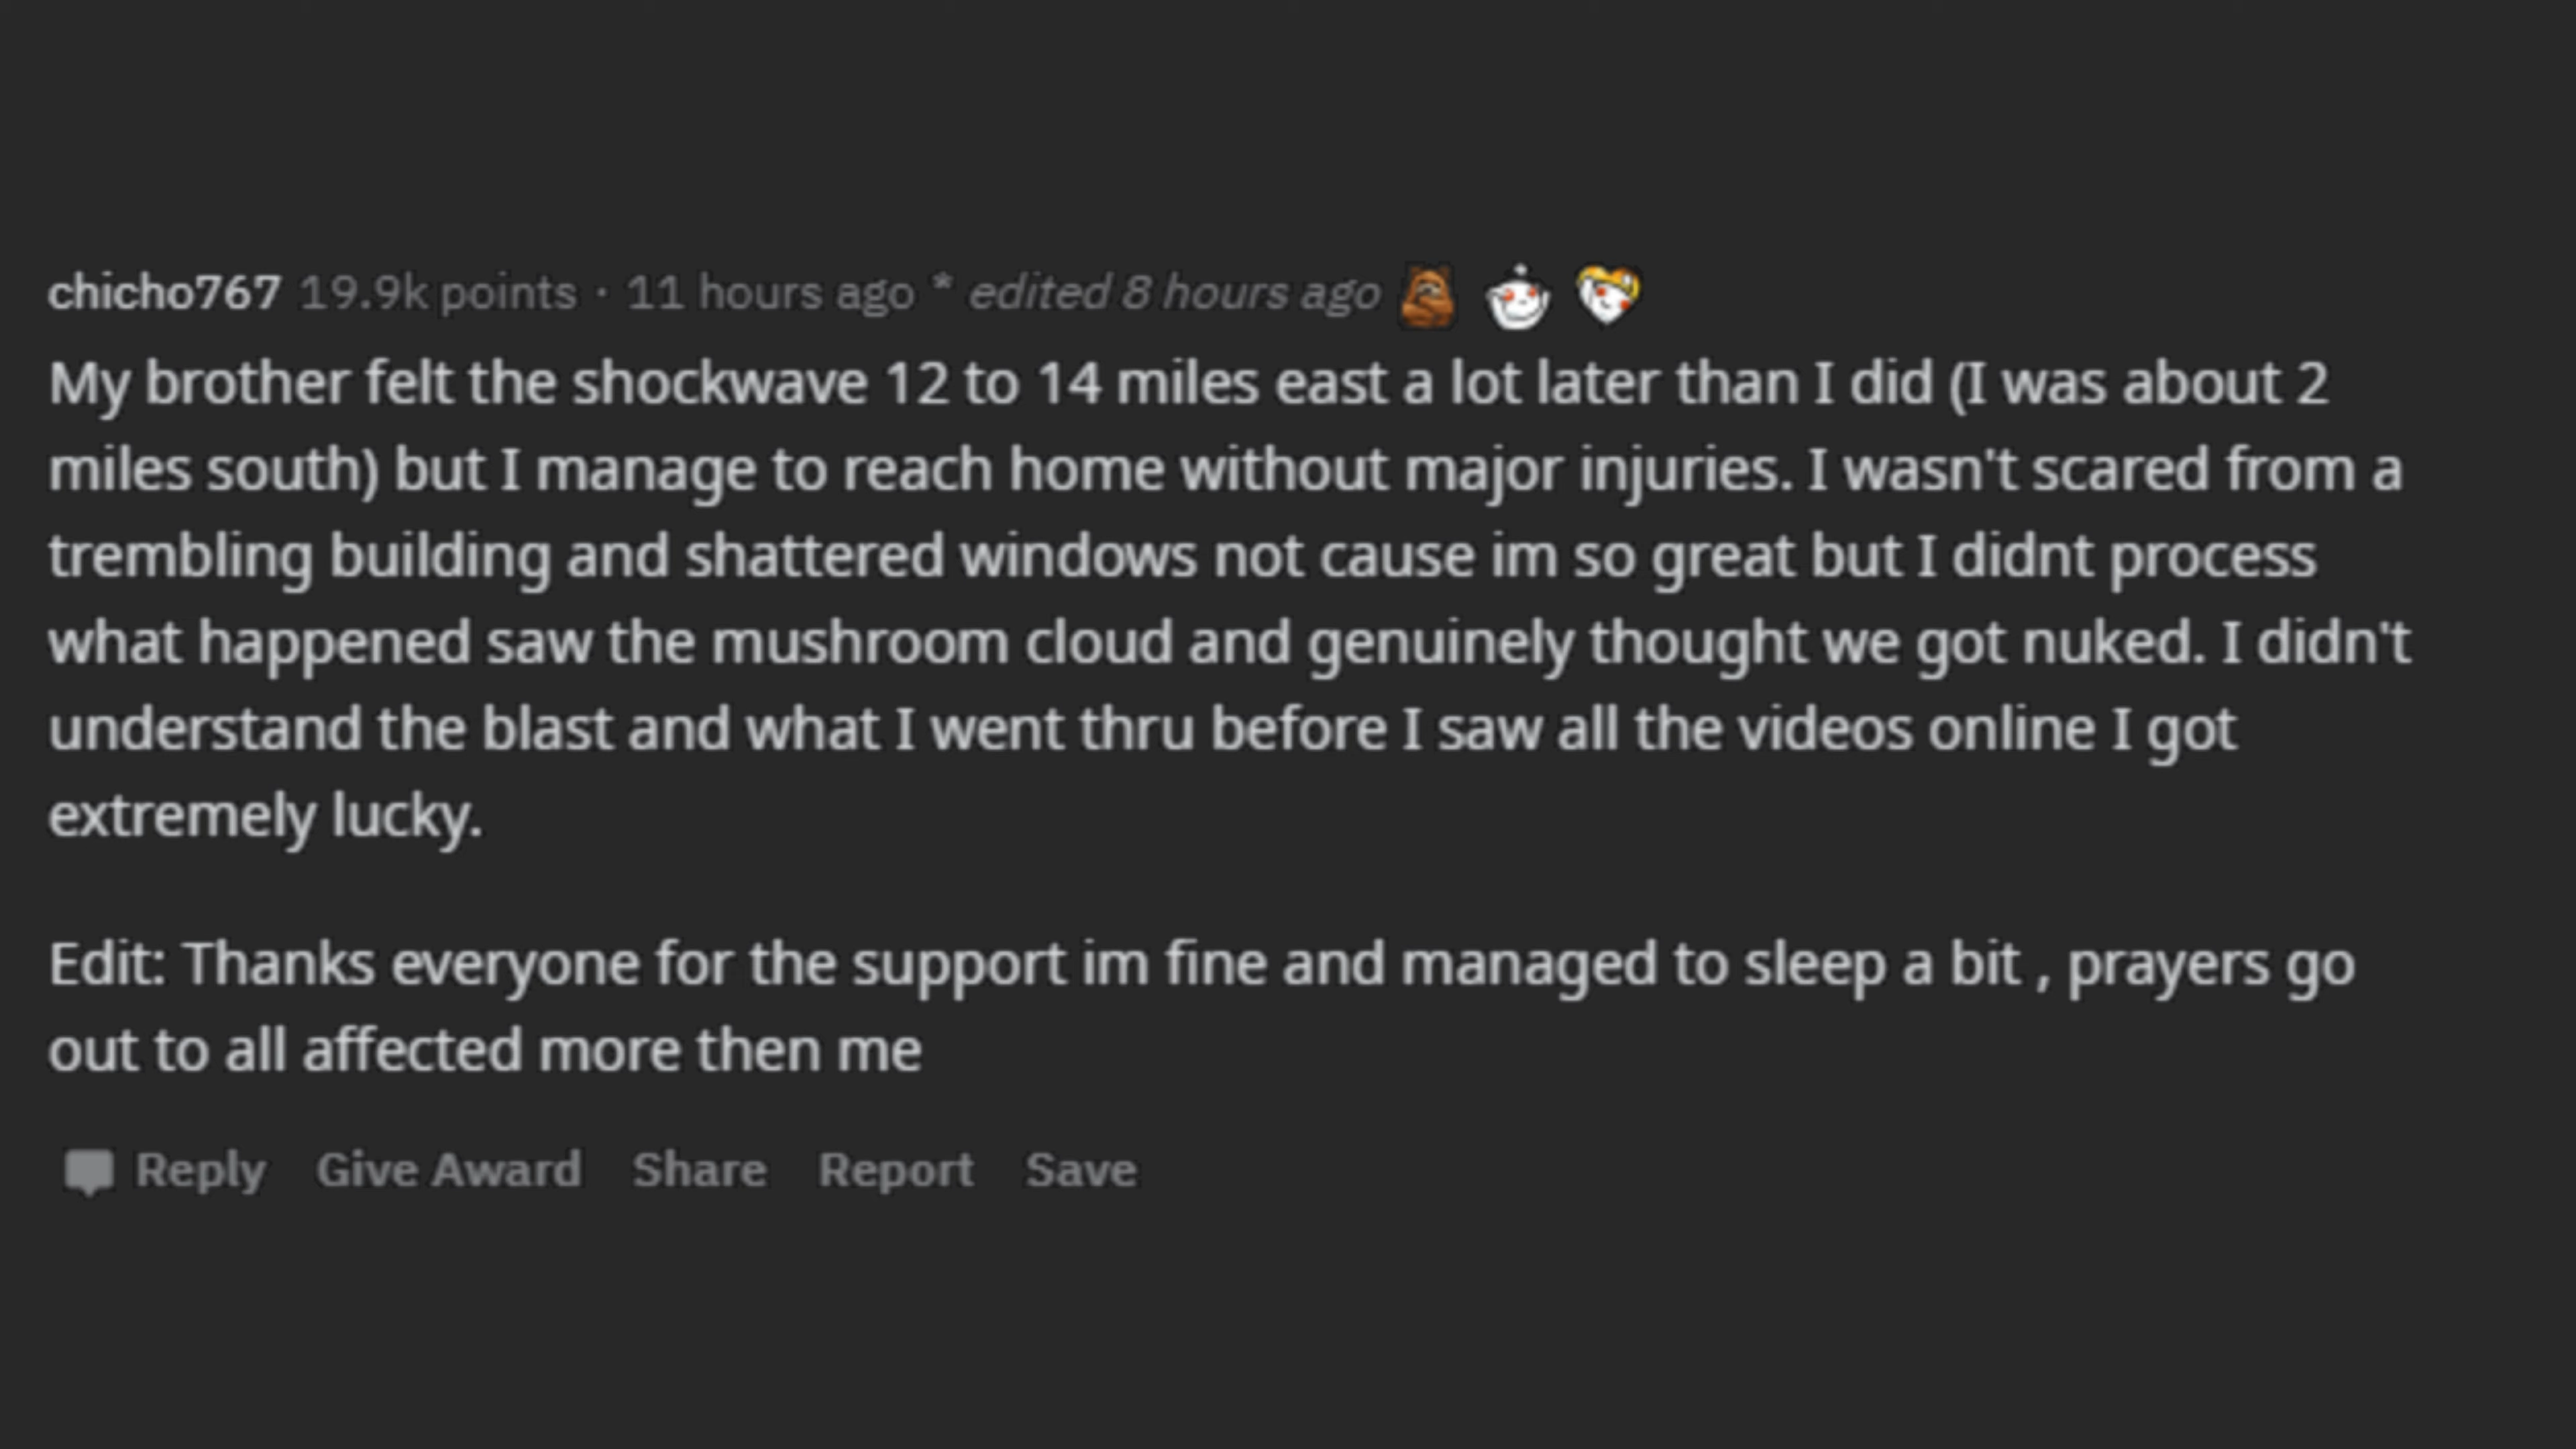 chicho767 19.9k points · 11 hours ago * edited 8 hours ago
My brother felt the shockwave 12 to 14 miles east a lot later than I did (I was about 2
miles south) but I manage to reach home without major injuries. I wasn't scared from a
trembling building and shattered windows not cause im so great but I didnt process
what happened saw the mushroom cloud and genuinely thought we got nuked. I didn't
understand the blast and what I went thru before I saw all the videos online I got
extremely lucky.
Edit: Thanks everyone for the support im fine and managed to sleep a bit , prayers go
out to all affected more then me
Reply Give Award Share Report Save